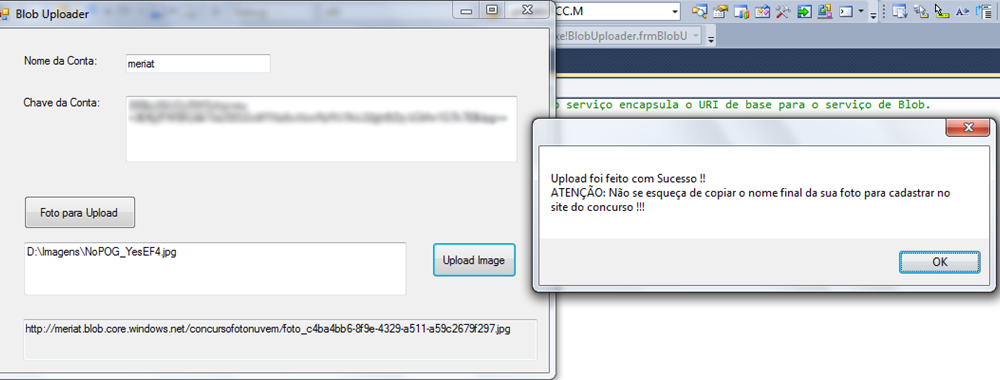 Blob Uploader
Nome da Conta:
meriat
Chave da Conta:
Foto para Upload
D:\Imagens\NoPOG_YesEF4.jpg
Upload Image
http://meriat.blob.core.windows.net/concursofotonuvem/foto_c4ba4bb6-8f9e-4329-a511-a59c2679f297.jpg
CC.M
xe!BlobUploader.frmBlobU
o serviço encapsula o URI de base para o serviço de Blob.
Upload foi feito com Sucesso !!
ATENÇÃO: Não se esqueça de copiar o nome final da sua foto para cadastrar no
site do concurso !!!
OK